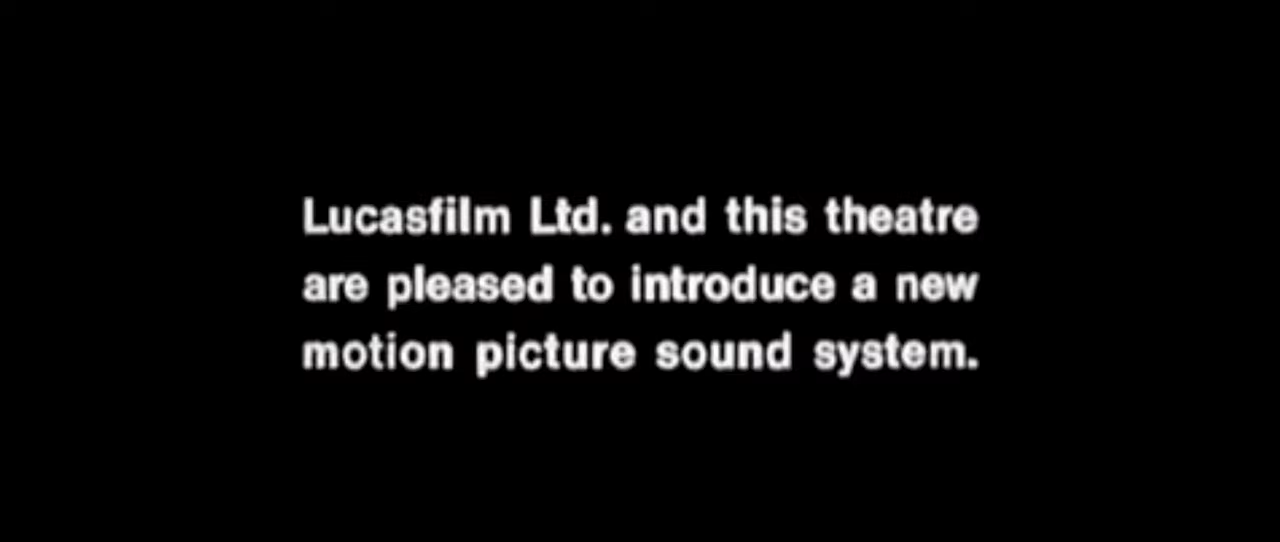 Lucasfilm Ltd. and this theatre
are pleased to introduce a new
motion picture sound system.